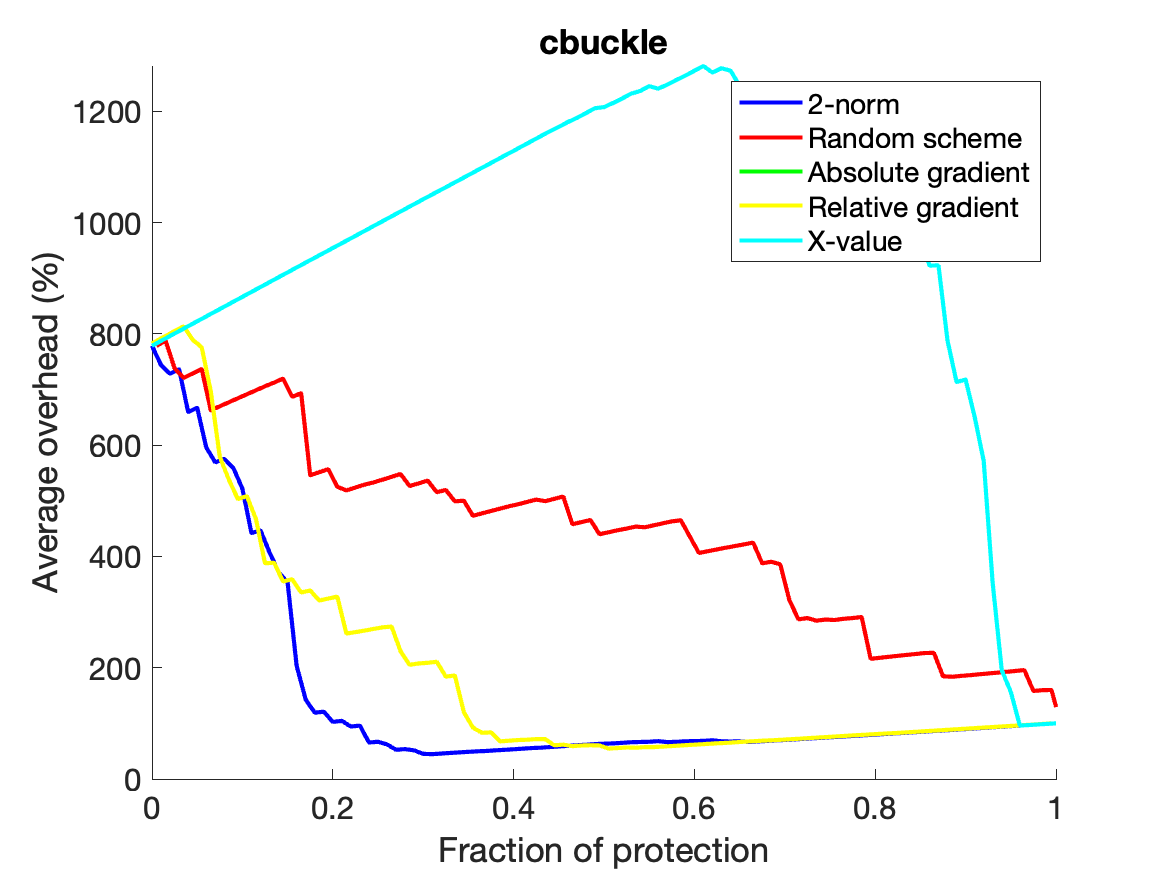 cbuckle
1200
1000
800
600
400
200
0
Average overhead (%)
2-norm
Random scheme
Absolute gradient
Relative gradient
X-value
0 0.2 0.4 0.6 0.8 1
Fraction of protection